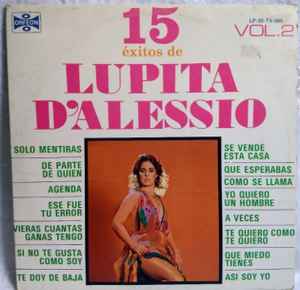 ORFEON
15
éxitos de
VOL.2
LUPITA
D'ALESSIO
SOLO MENTIRAS
DE PARTE
DE QUIEN
AGENDA
ESE FUE
TU ERROR
VIERAS CUANTAS
GANAS TENGO
SI NO TE GUSTA
COMO SOY
TE DOY DE BAJA
SE VENDE
ESTA CASA
QUE ESPERABAS
COMO SE LLAMA
YO QUIERO
UN HOMBRE
A VECES
TE QUIERO COMO
TE QUIERO
QUE MIEDO
TIENES
ASI SOY YO